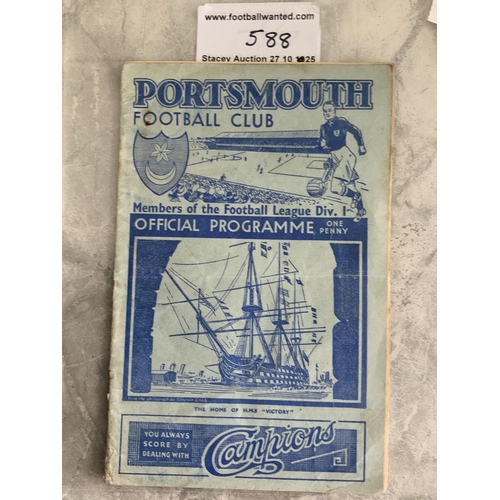 www.footballwanted.com
588
Stacey Auction 27 10 2025
PORTSMOUTH
FOOTBALL CLUB
Members of the Football League Div. I
OFFICIAL PROGRAMME ONE PENNY
THE HOME OF H.M.S "VICTORY"
YOU ALWAYS
SCORE BY
DEALING WITH
Campions